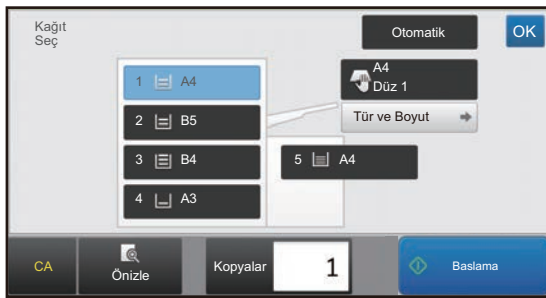 Kağıt
Seç
Otomatik
OK
1 A4
A4
Düz 1
2 B5
Tür ve Boyut
3 B4
5 A4
4 A3
CA
Önizle
Kopyalar
1
Baslama